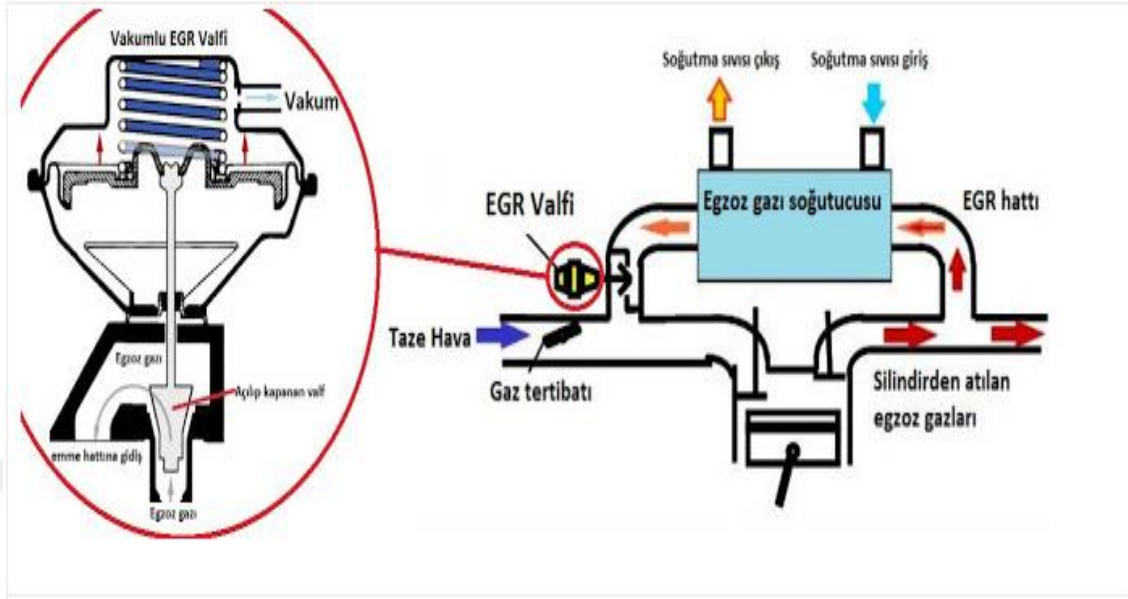 Vakumlu EGR Valfi
Vakum
Egzoz gazı
Açılıp kapanan valf
emme hattına gidiş
Egzoz gazı
Soğutma sıvısı çıkış
Soğutma sıvısı giriş
EGR Valfi
Egzoz gazı soğutucusu
EGR hattı
Taze Hava
Gaz tertibatı
Silindirden atılan
egzoz gazları